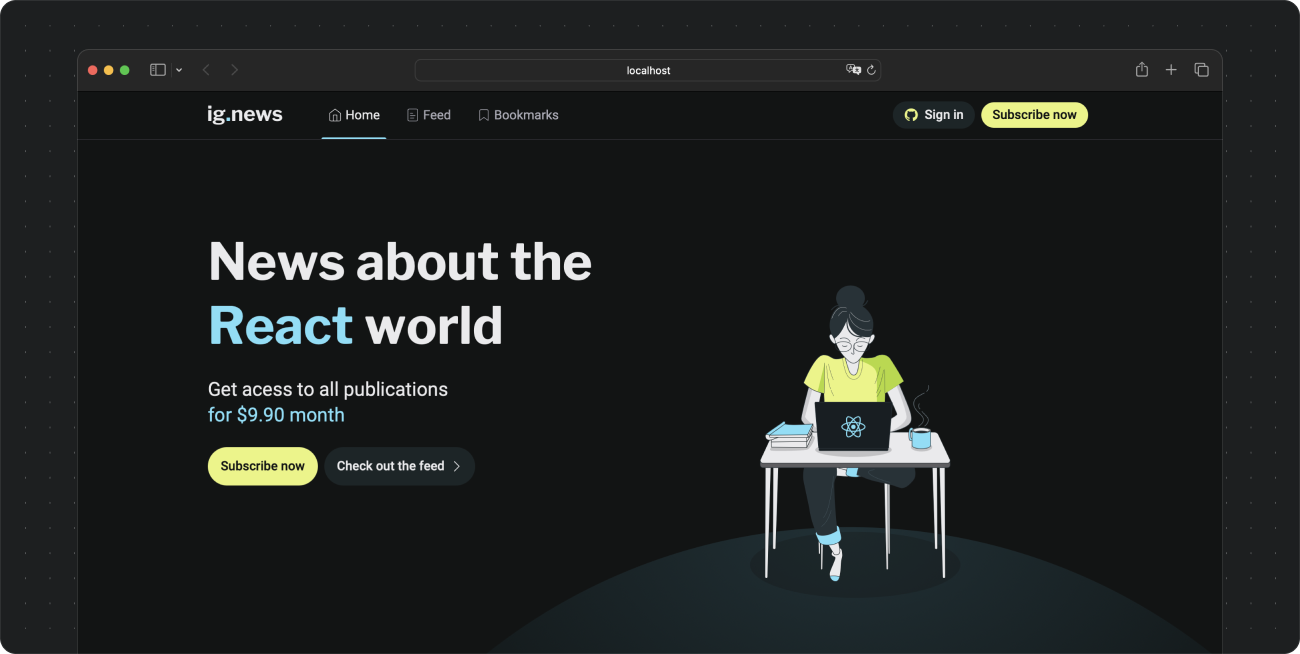 localhost
ig.news
Home
Feed
Bookmarks
Sign in
Subscribe now
News about the
React world
Get acess to all publications
for $9.90 month
Subscribe now
Check out the feed